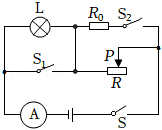 L R₀ S₂
S₁ P
R
A S